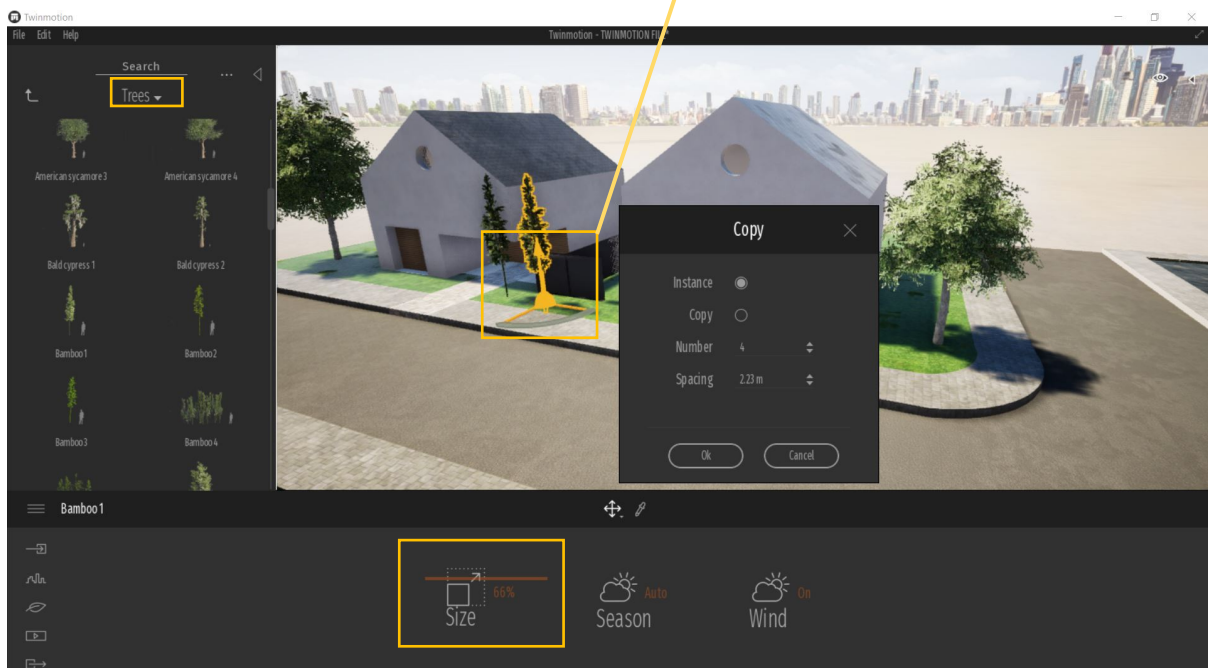 Twinmotion
File Edit Help
Twinmotion - TWINMOTION FILE*
Search
...
Trees
American sycamore 3
American sycamore 4
Bald cypress 1
Bald cypress 2
Bamboo 1
Bamboo 2
Bamboo 3
Bamboo 4
Copy
Instance
Copy
Number 4
Spacing 2.23 m
Ok
Cancel
Bamboo 1
66%
Size
Auto
Season
On
Wind